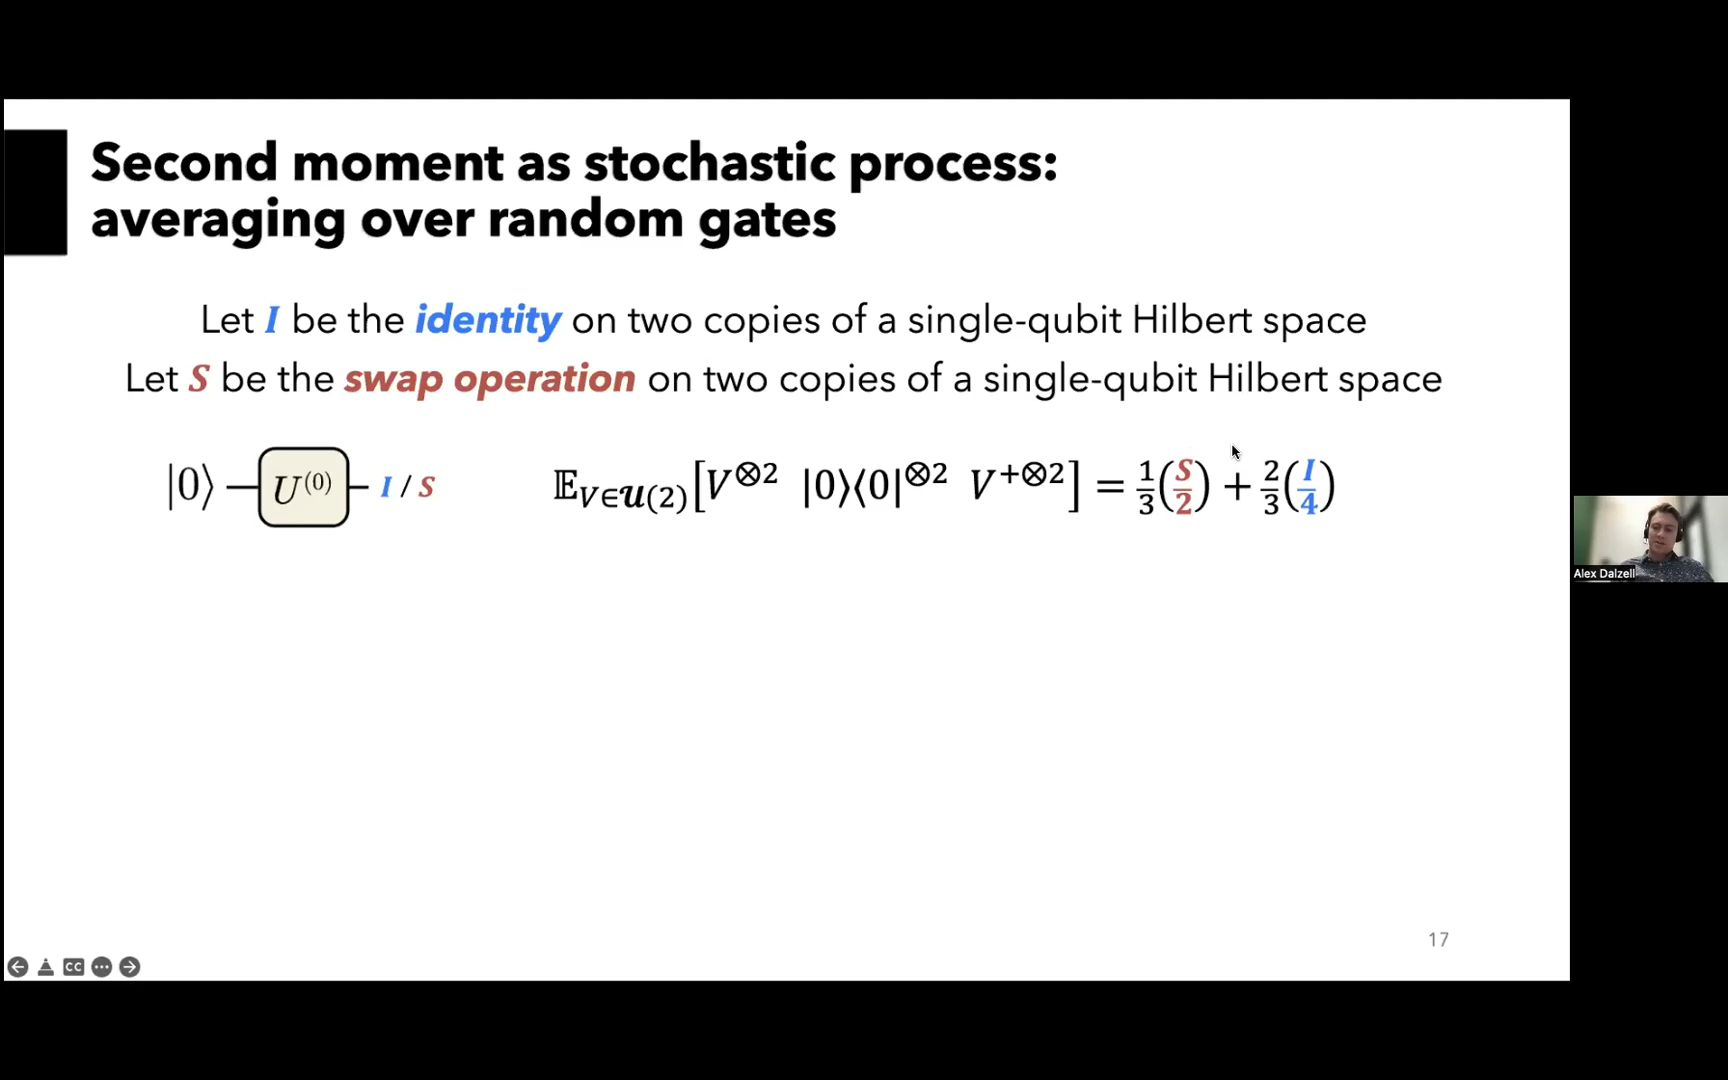 Second moment as stochastic process:
averaging over random gates
Let I be the identity on two copies of a single-qubit Hilbert space
Let S be the swap operation on two copies of a single-qubit Hilbert space
|0⟩ U⁽⁰⁾ I / S
𝔼_{V∈𝓤(2)}[V^{⊗2} |0⟩⟨0|^{⊗2} V^{+⊗2}] = 1/3(S/2) + 2/3(I/4)
Alex Dalzell
17
CC